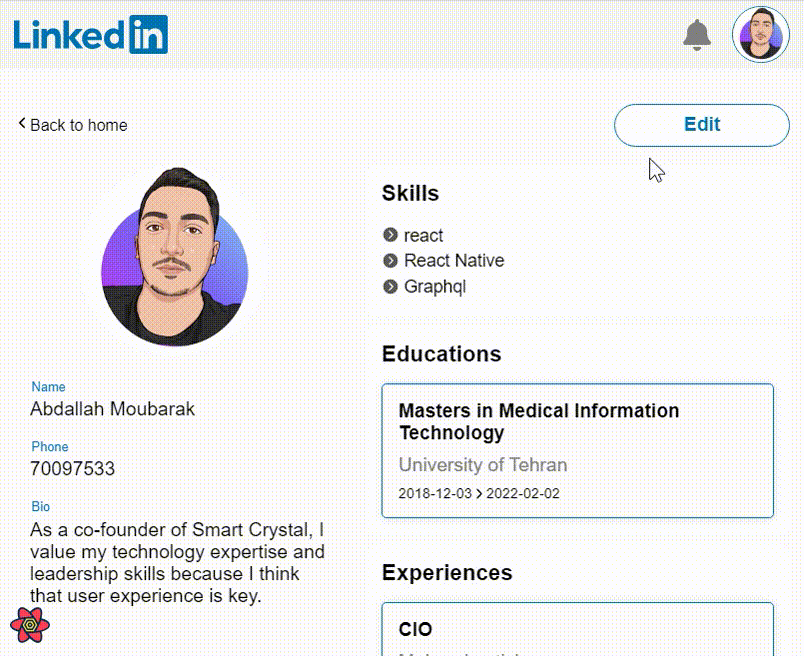 Linkedin
Back to home
Edit
Name
Abdallah Moubarak
Phone
70097533
Bio
As a co-founder of Smart Crystal, I
value my technology expertise and
leadership skills because I think
that user experience is key.
Skills
react
React Native
Graphql
Educations
Masters in Medical Information
Technology
University of Tehran
2018-12-03 > 2022-02-02
Experiences
CIO